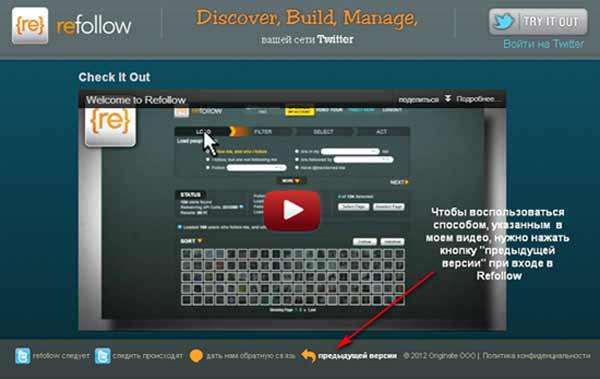 {re} refollow
Discover, Build, Manage,
вашей сети Twitter
TRY IT OUT
Войти на Twitter
Check It Out
Welcome to Refollow
поделиться
Подробнее...
{re}
LOAD FILTER SELECT ACT
MORE
NEXT
STATUS
SORT
Чтобы воспользоваться
способом, указанным в
моем видео, нужно нажать
кнопку "предыдущей
версии" при входе в
Refollow
refollow следует следить происходят дать нам обратную связь предыдущей версии © 2012 Originate ООО | Политика конфиденциальности